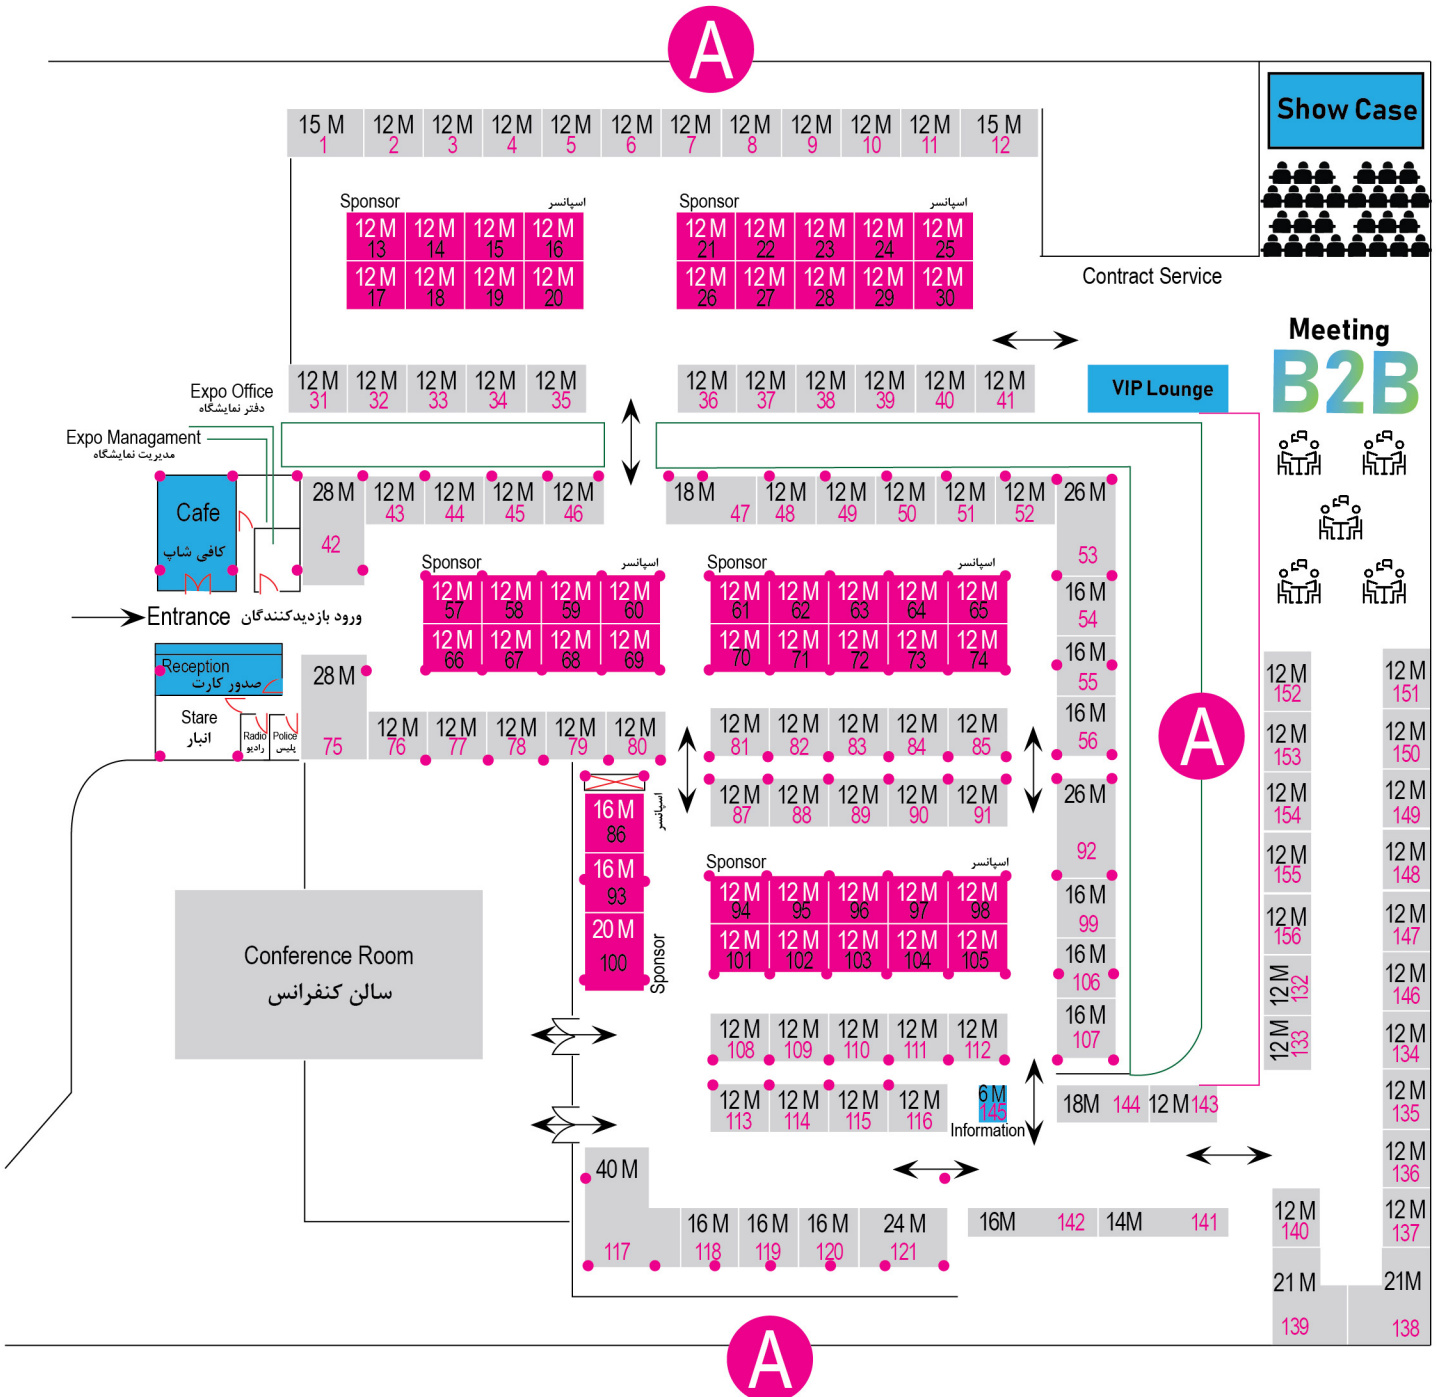 A
Show Case
15 M 12 M 12 M 12 M 12 M 12 M 12 M 12 M 12 M 12 M 12 M 15 M
1 2 3 4 5 6 7 8 9 10 11 12
Sponsor اسپانسر Sponsor اسپانسر
12 M 12 M 12 M 12 M 12 M 12 M 12 M 12 M 12 M
13 14 15 16 21 22 23 24 25
12 M 12 M 12 M 12 M 12 M 12 M 12 M 12 M 12 M
17 18 19 20 26 27 28 29 30
Contract Service
Meeting
B2B
12 M 12 M 12 M 12 M 12 M 12 M 12 M 12 M 12 M 12 M 12 M
31 32 33 34 35 36 37 38 39 40 41
VIP Lounge
Expo Office
دفتر نمایشگاه
Expo Managament
مدیریت نمایشگاه
Cafe
کافی شاپ
28 M 12 M 12 M 12 M 12 M 18 M 12 M 12 M 12 M 12 M 12 M 26 M
42 43 44 45 46 47 48 49 50 51 52 53
Sponsor اسپانسر Sponsor اسپانسر
12 M 12 M 12 M 12 M 12 M 12 M 12 M 12 M 12 M 16 M
57 58 59 60 61 62 63 64 65 54
Entrance ورود بازدیدکنندگان
12 M 12 M 12 M 12 M 12 M 12 M 12 M 12 M 12 M 16 M
66 67 68 69 70 71 72 73 74 55
Reception
صدور کارت
Stare
انبار
Radio
رادیو
Police
پلیس
28 M 12 M 12 M 12 M 12 M 12 M 12 M 12 M 12 M 12 M 12 M 16 M
75 76 77 78 79 80 81 82 83 84 85 56
A
16 M
86
اسپانسر
12 M 12 M 12 M 12 M 12 M 26 M
87 88 89 90 91 92
16 M
93
20 M
100
Sponsor
Sponsor اسپانسر
12 M 12 M 12 M 12 M 12 M 16 M
94 95 96 97 98 99
12 M 12 M 12 M 12 M 12 M 16 M
101 102 103 104 105 106
Conference Room
سالن کنفرانس
12 M 12 M 12 M 12 M 12 M 16 M
108 109 110 111 112 107
12 M 12 M 12 M 12 M 6 M 18M 144 12 M 143
113 114 115 116 145
Information
40 M
117
16 M 16 M 16 M 24 M
118 119 120 121
16M 142 14M 141
12 M 12 M
152 151
12 M 12 M
153 150
12 M 12 M
154 149
12 M 12 M
155 148
12 M 12 M
156 147
12 M 12 M
132 146
12 M 12 M
133 134
12 M
135
12 M
136
12 M 12 M
140 137
21 M 21M
139 138
A